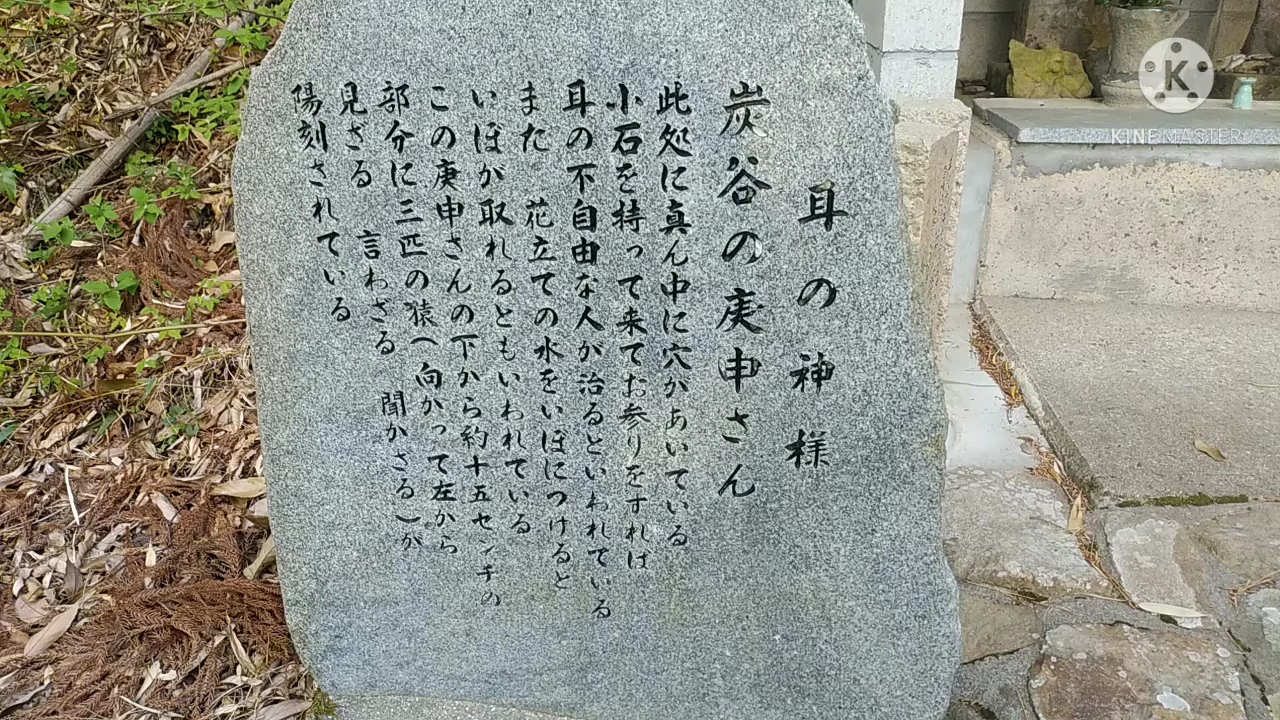 耳の神様
炭谷の庚申さん
此処に真ん中に穴があいている
小石を持って来てお参りをすれば
耳の不自由な人が治るといわれている
また 花立ての水をいぼにつけると
いぼが取れるともいわれている
この庚申さんの下から約十五センチの
部分に三匹の猿(向かって左から
見ざる 言わざる 聞かざる)が
陽刻されている
KINEMASTER